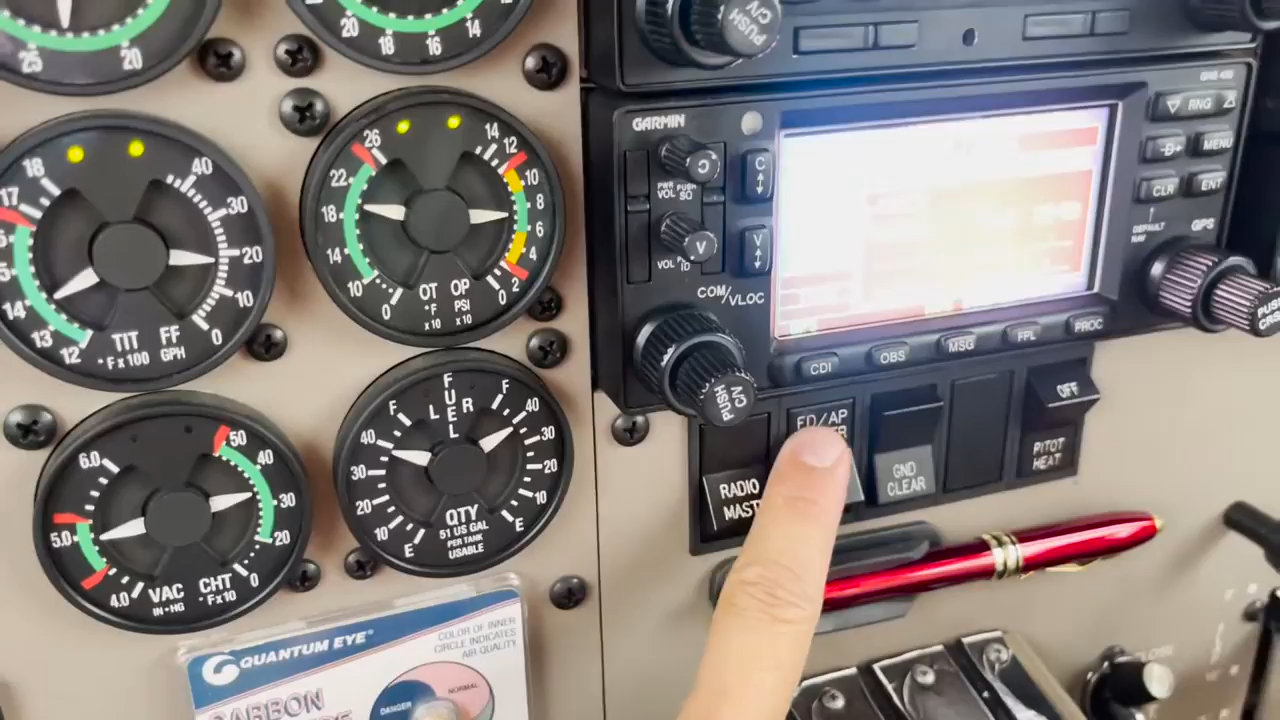 25
20
20
18
16
14
PUSH
C/V
GARMIN
RNG
MENU
CLR
ENT
DEFAULT
NAV
GPS
PWR
VOL
PUSH
SQ
C
C
V
V
VOL
ID
COM/VLOC
PUSH
C/V
PUSH
CRSR
CDI
OBS
MSG
FPL
PROC
18
17
14
13
12
40
30
20
10
0
TIT
°F x 100
FF
GPH
26
22
18
14
10
0
14
12
10
8
6
4
2
0
OT
°F
x 10
OP
PSI
x 10
6.0
5.0
4.0
50
40
30
20
0
VAC
IN•HG
CHT
°F x 10
FUEL
L
R
F
40
30
20
10
E
F
40
30
20
10
E
QTY
51 US GAL
PER TANK
USABLE
RADIO
FD/AP
GND
CLEAR
OFF
PITOT
HEAT
QUANTUM EYE®
COLOR OF INNER
CIRCLE INDICATES
AIR QUALITY
CARBON
DANGER
NORMAL